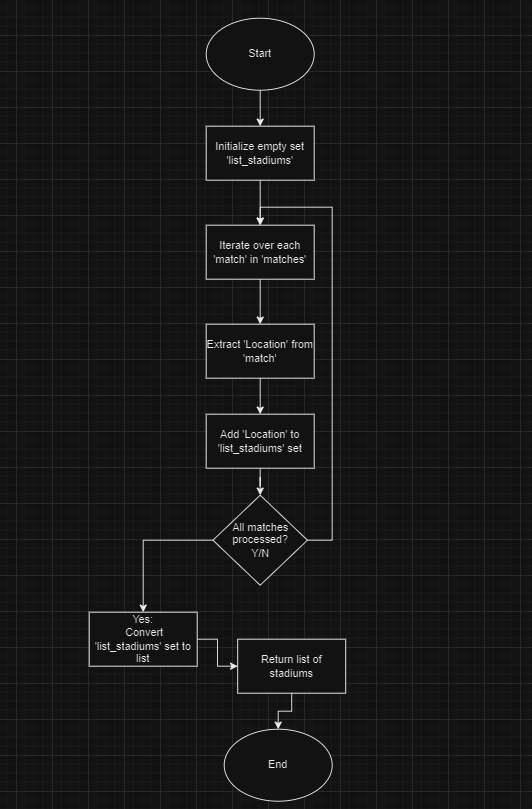 Start
Initialize empty set
'list_stadiums'
Iterate over each
'match' in 'matches'
Extract 'Location' from
'match'
Add 'Location' to
'list_stadiums' set
All matches
processed?
Y/N
Yes:
Convert
'list_stadiums' set to
list
Return list of
stadiums
End